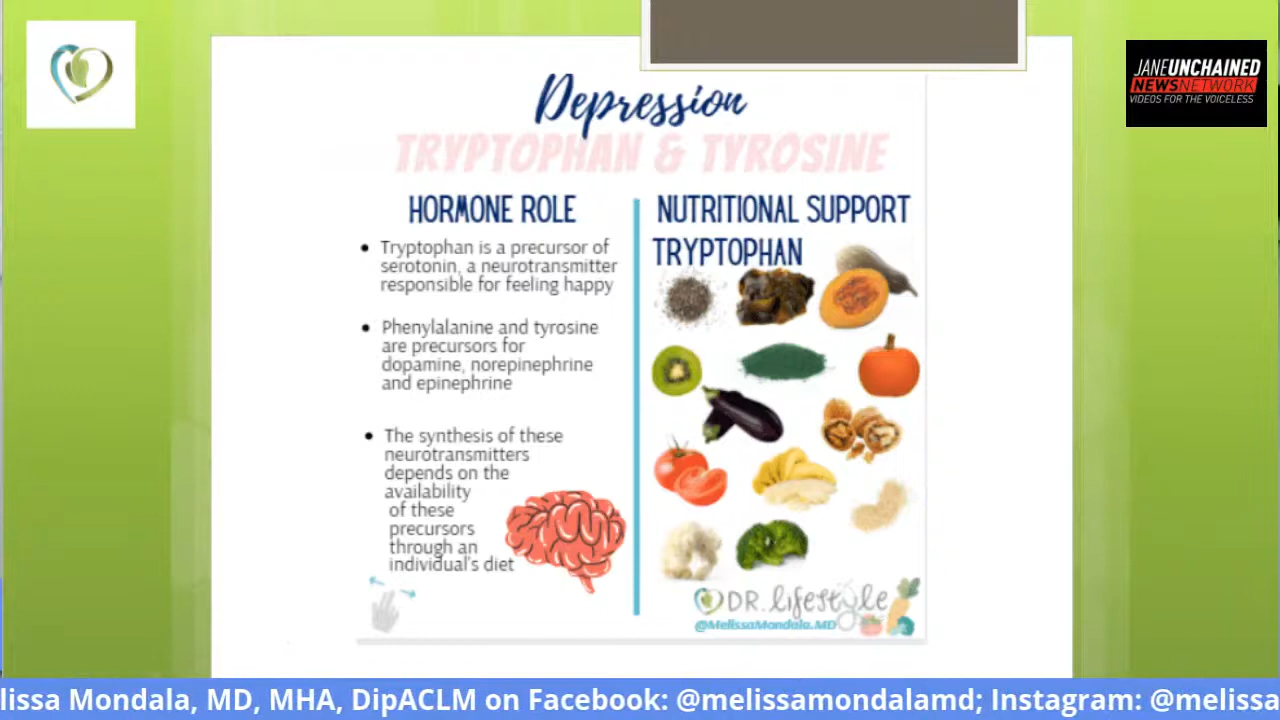 JANEUNCHAINED
NEWSNETWORK
VIDEOS FOR THE VOICELESS
Depression
TRYPTOPHAN & TYROSINE
HORMONE ROLE
• Tryptophan is a precursor of
serotonin, a neurotransmitter
responsible for feeling happy
• Phenylalanine and tyrosine
are precursors for
dopamine, norepinephrine
and epinephrine
• The synthesis of these
neurotransmitters
depends on the
availability
of these
precursors
through an
individual's diet
NUTRITIONAL SUPPORT
TRYPTOPHAN
DR. lifestyle
@MelissaMondala.MD
lissa Mondala, MD, MHA, DipACLM on Facebook: @melissamondalamd; Instagram: @melissa